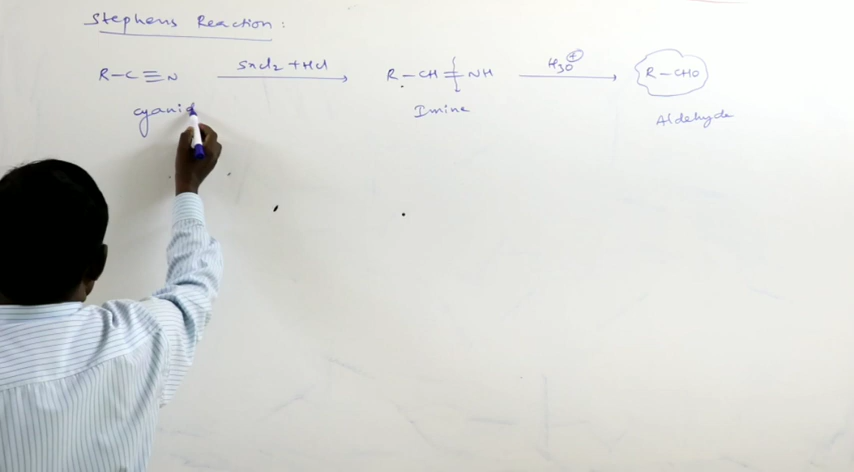 Stephens Reaction:
R-C≡N SnCl2 + HCl R-CH=NH H3O⊕ R-CHO
cyanid Imine Aldehyde